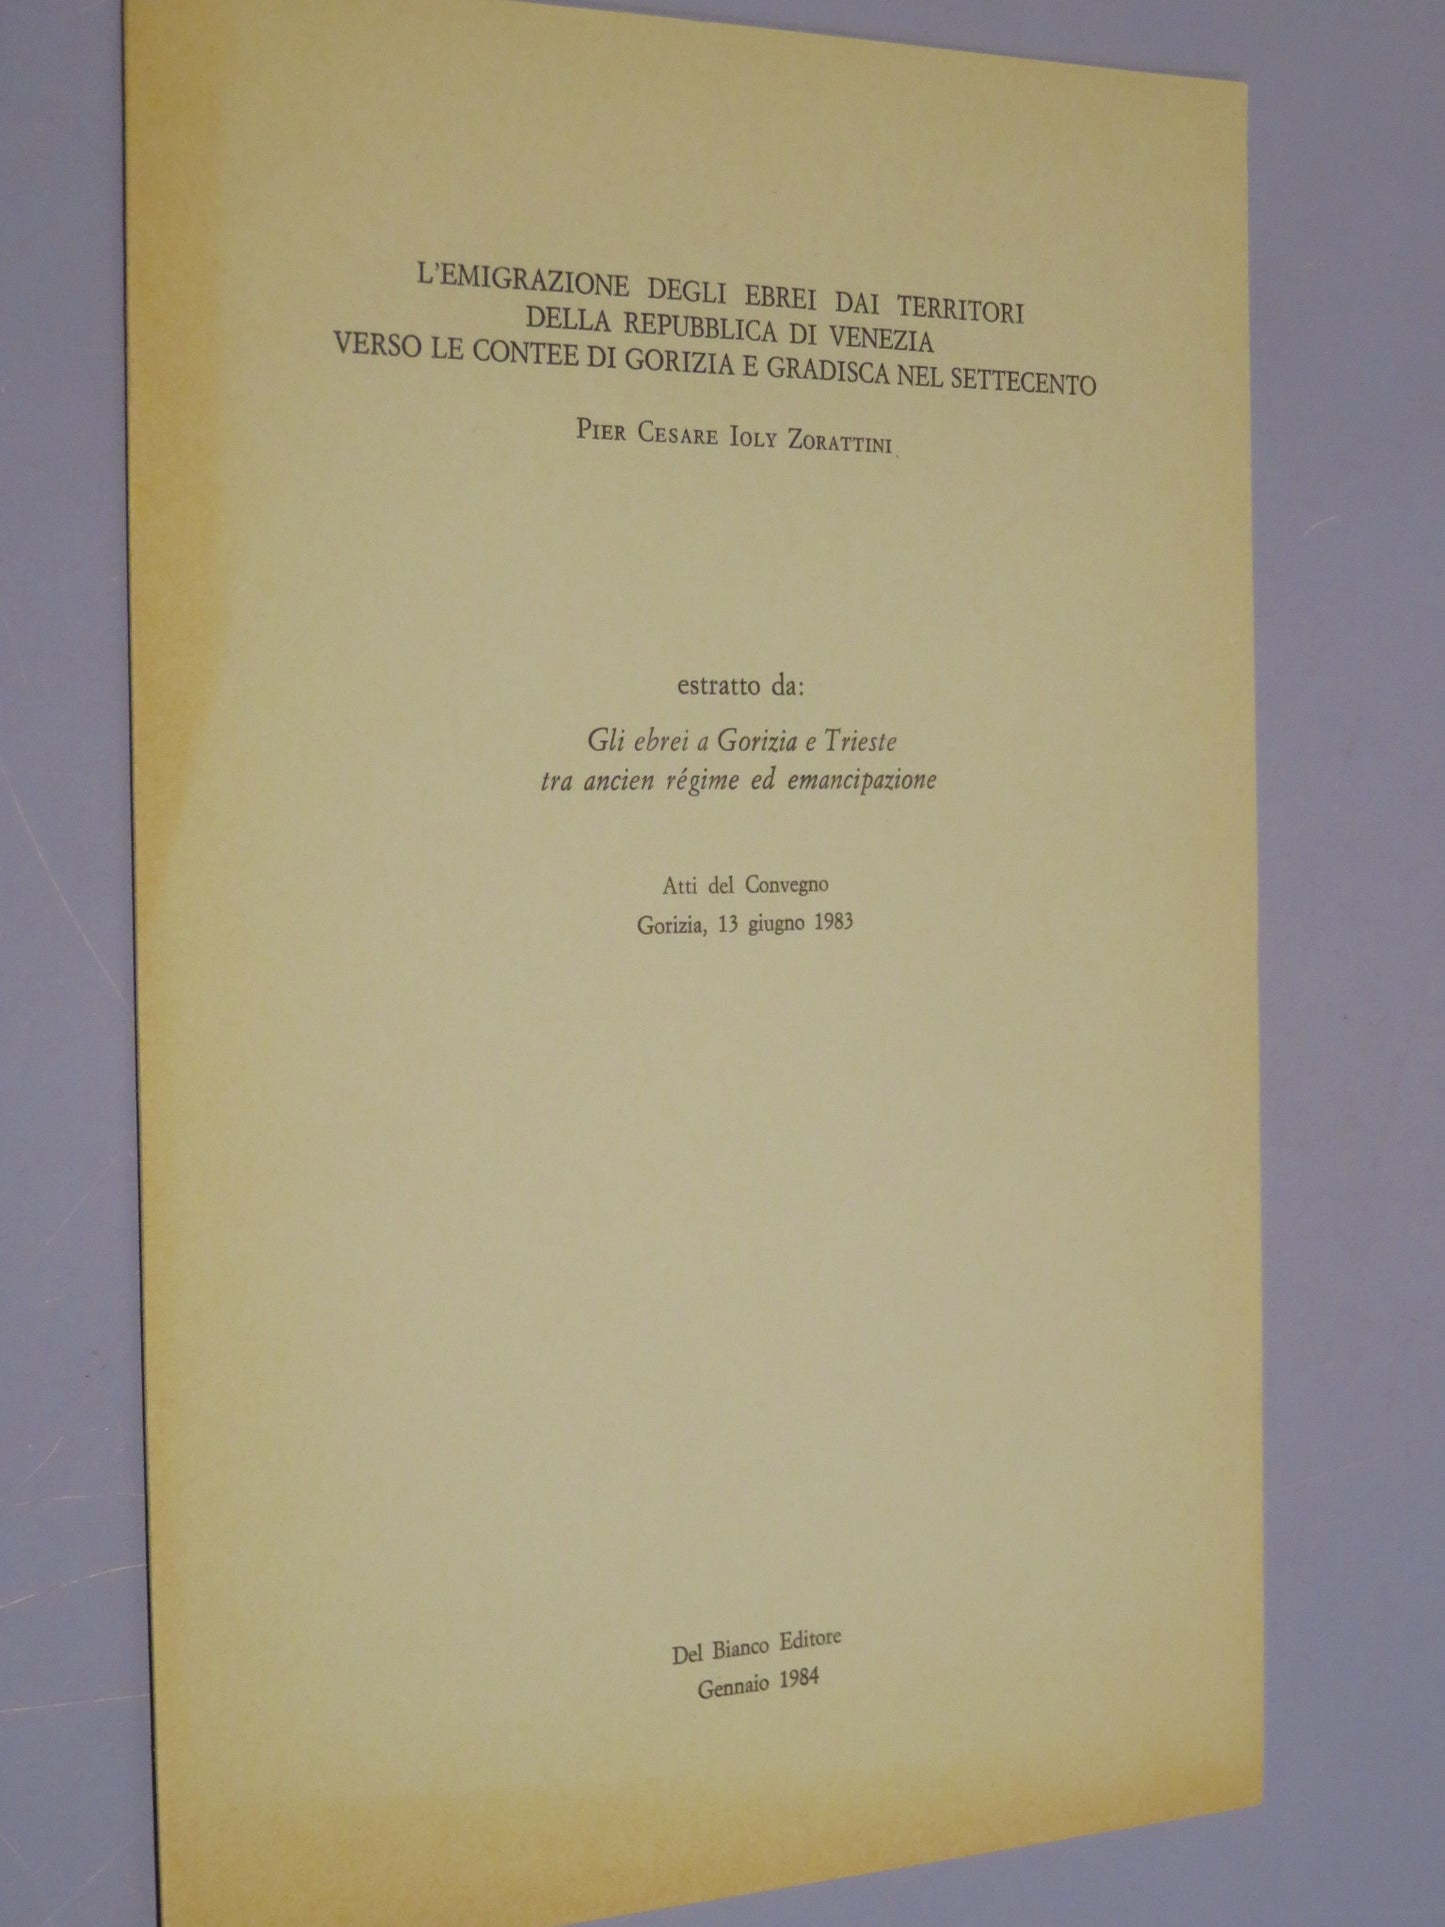 L'EMIGRAZIONE DEGLI EBREI DAI TERRITORI
DELLA REPUBBLICA DI VENEZIA
VERSO LE CONTEE DI GORIZIA E GRADISCA NEL SETTECENTO
PIER CESARE IOLY ZORATTINI
estratto da:
Gli ebrei a Gorizia e Trieste
tra ancien régime ed emancipazione
Atti del Convegno
Gorizia, 13 giugno 1983
Del Bianco Editore
Gennaio 1984